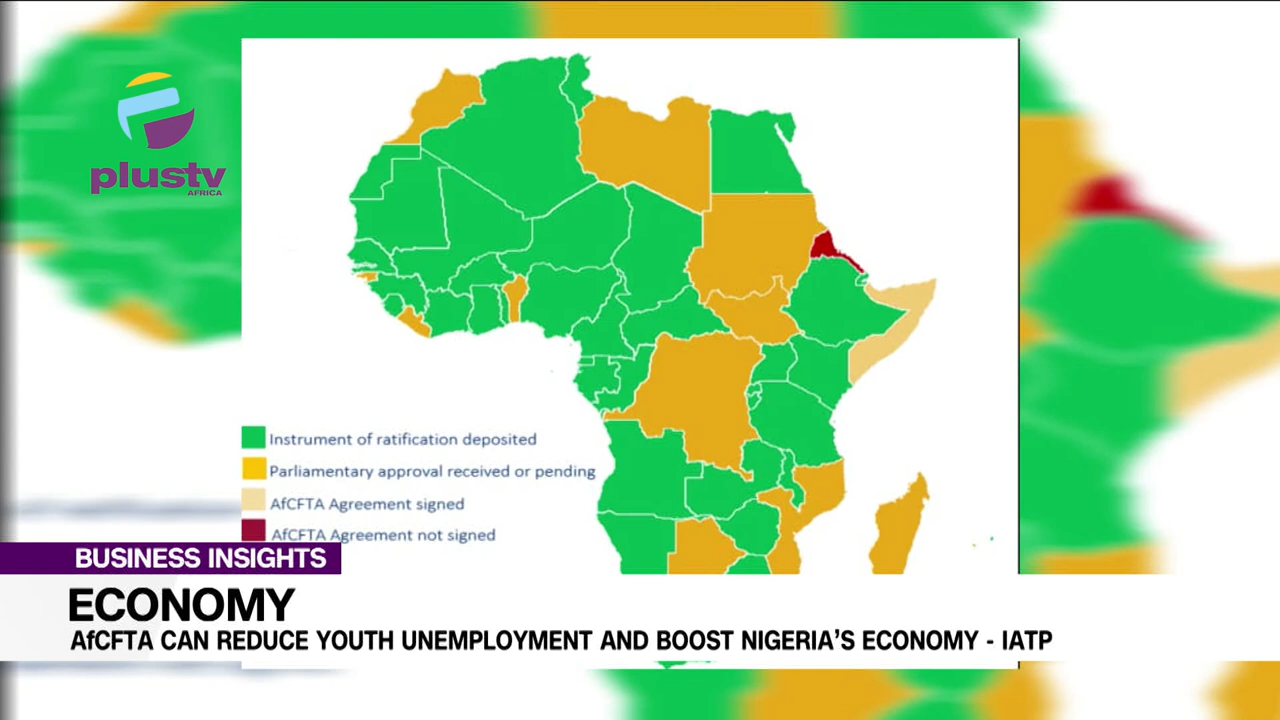 plustv
AFRICA
Instrument of ratification deposited
Parliamentary approval received or pending
AfCFTA Agreement signed
AfCFTA Agreement not signed
BUSINESS INSIGHTS
ECONOMY
AfCFTA CAN REDUCE YOUTH UNEMPLOYMENT AND BOOST NIGERIA'S ECONOMY - IATP